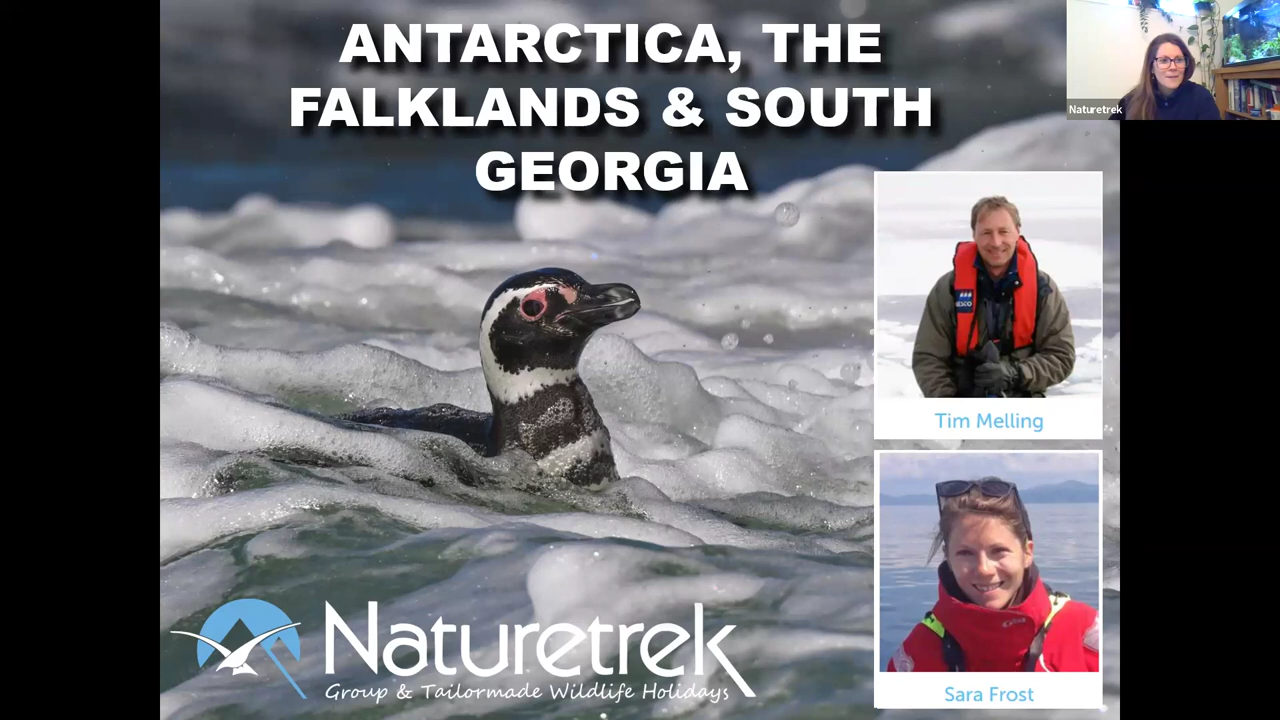 ANTARCTICA, THE
FALKLANDS & SOUTH
GEORGIA
Naturetrek
Tim Melling
Sara Frost
Naturetrek
Group & Tailormade Wildlife Holidays